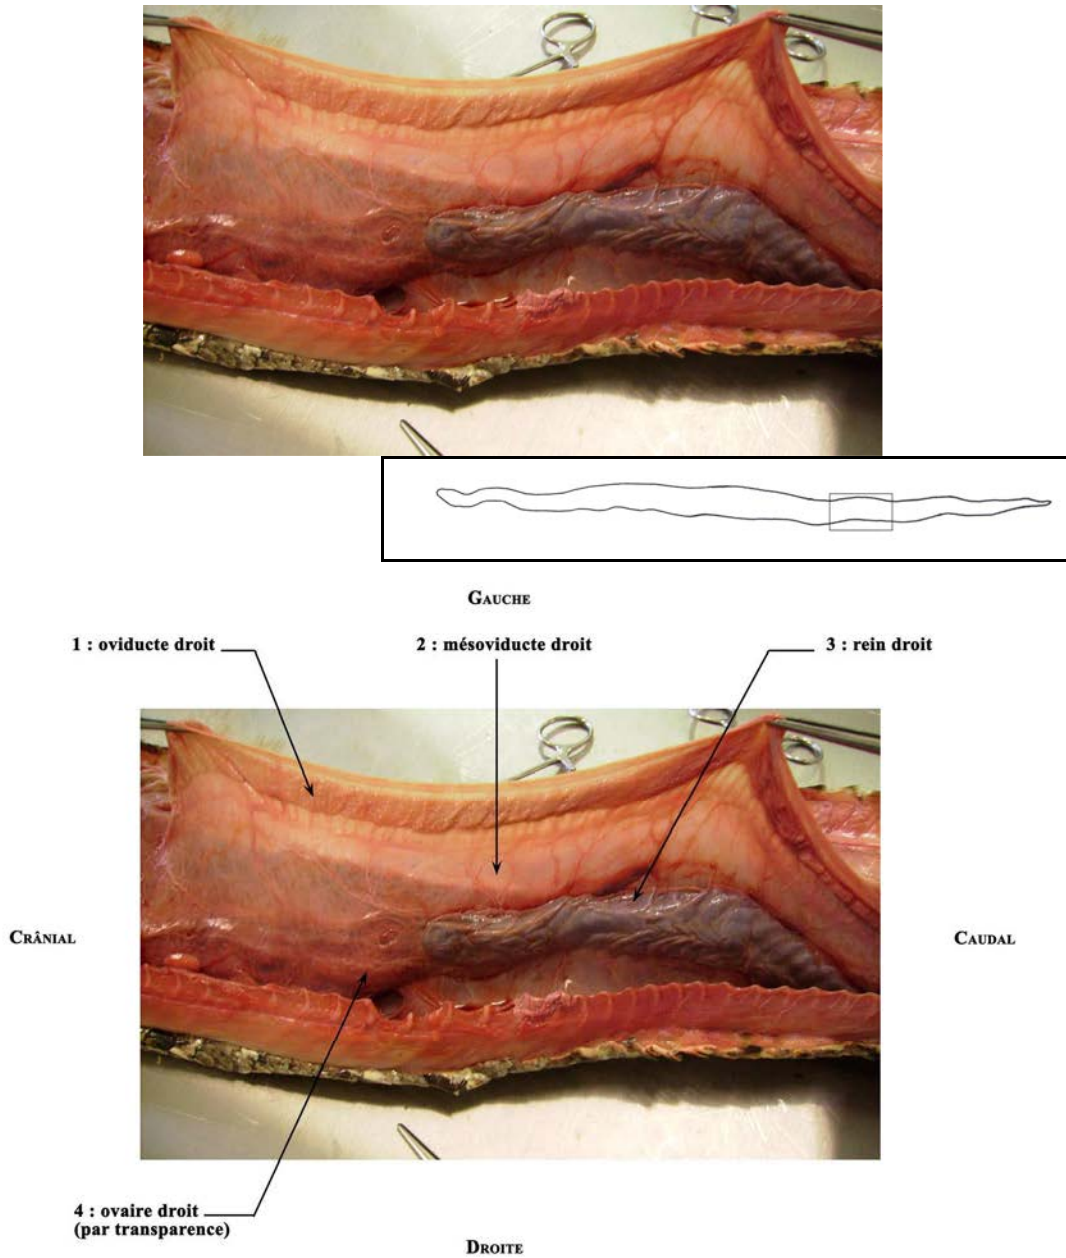 GAUCHE
1 : oviducte droit
2 : mésoviducte droit
3 : rein droit
CRÂNIAL
CAUDAL
4 : ovaire droit
(par transparence)
DROITE